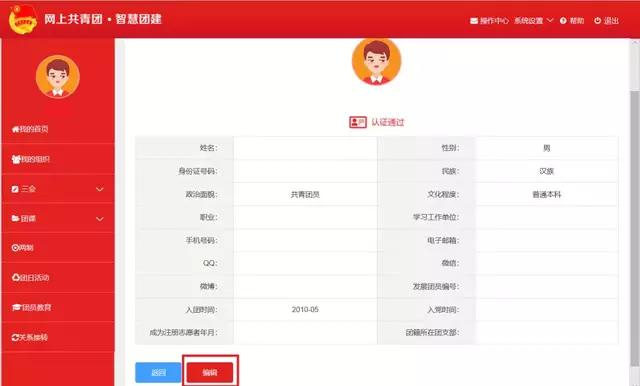 网上共青团·智慧团建
操作中心 系统设置 帮助 退出
认证通过
我的首页
我的组织
三会
团课
两制
团日活动
团员教育
关系接转
姓名: 性别: 男
身份证号码: 民族: 汉族
政治面貌: 共青团员 文化程度: 普通本科
职业: 学习工作单位:
手机号码: 电子邮箱:
QQ: 微信:
微博: 发展团员编号:
入团时间: 2010-05 入党时间:
成为注册志愿者年月: 团籍所在团支部:
返回 编辑